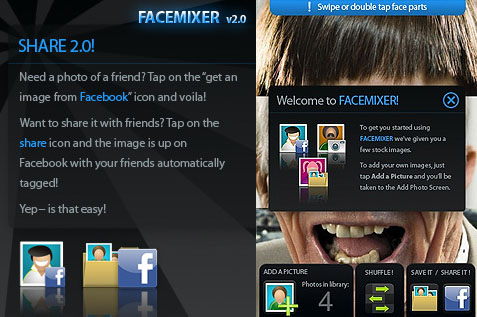 FACEMIXER v2.0
SHARE 2.0!
Need a photo of a friend? Tap on the "get an
image from Facebook" icon and voila!
Want to share it with friends? Tap on the
share icon and the image is up on
Facebook with your friends automatically
tagged!
Yep – is that easy!
f
f
! Swipe or double tap face parts
Welcome to FACEMIXER!
To get you started using
FACEMIXER we've given you a
few stock images.
To add your own images, just
tap Add a Picture and you'll be
taken to the Add Photo Screen.
f
ADD A PICTURE
Photos in library:
4
SHUFFLE!
SAVE IT / SHARE IT!
f